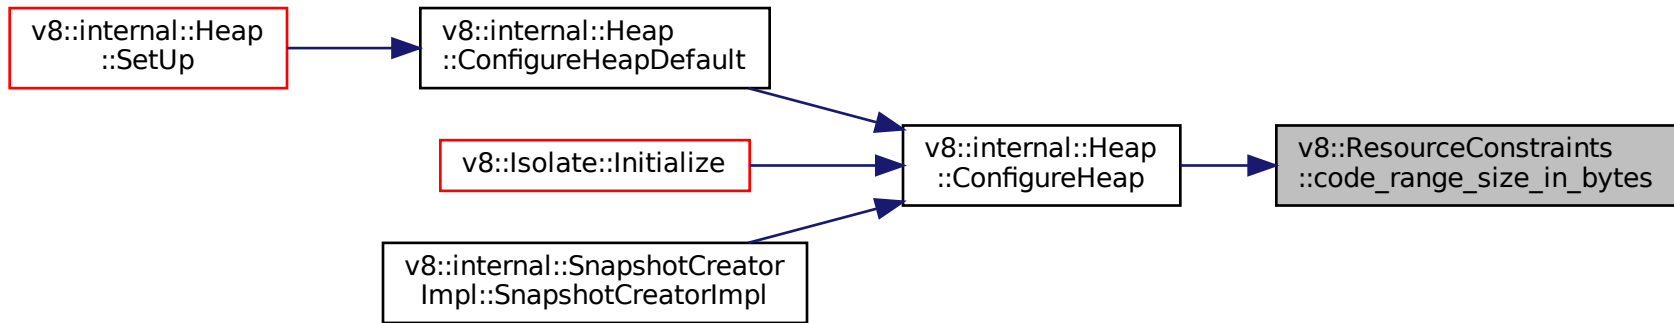 v8::internal::Heap
::SetUp
v8::internal::Heap
::ConfigureHeapDefault
v8::Isolate::Initialize
v8::internal::SnapshotCreator
Impl::SnapshotCreatorImpl
v8::internal::Heap
::ConfigureHeap
v8::ResourceConstraints
::code_range_size_in_bytes